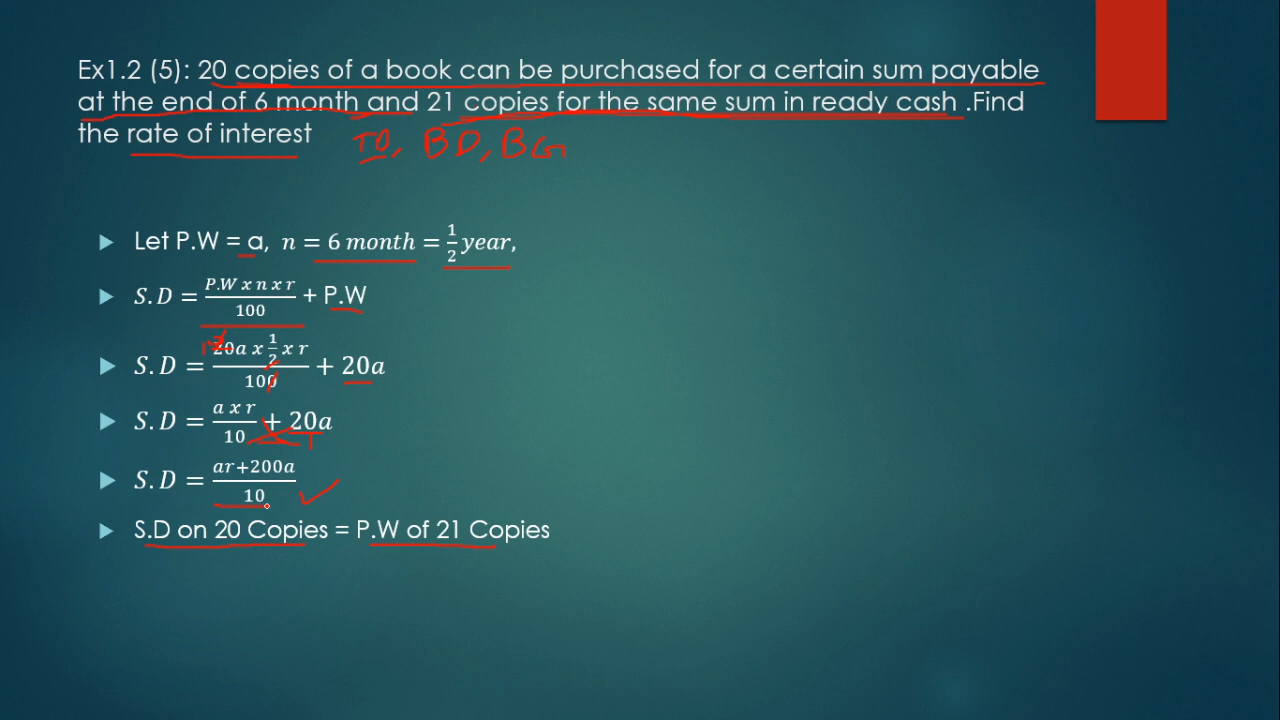 Ex1.2 (5): 20 copies of a book can be purchased for a certain sum payable
at the end of 6 month and 21 copies for the same sum in ready cash .Find
the rate of interest
TD, BD, BG
Let P.W = a, n = 6 month = 1/2 year,
S.D = P.W x n x r / 100 + P.W
S.D = 20a x 1/2 x r / 100 + 20a
S.D = a x r / 10 + 20a
S.D = ar+200a / 10
S.D on 20 Copies = P.W of 21 Copies